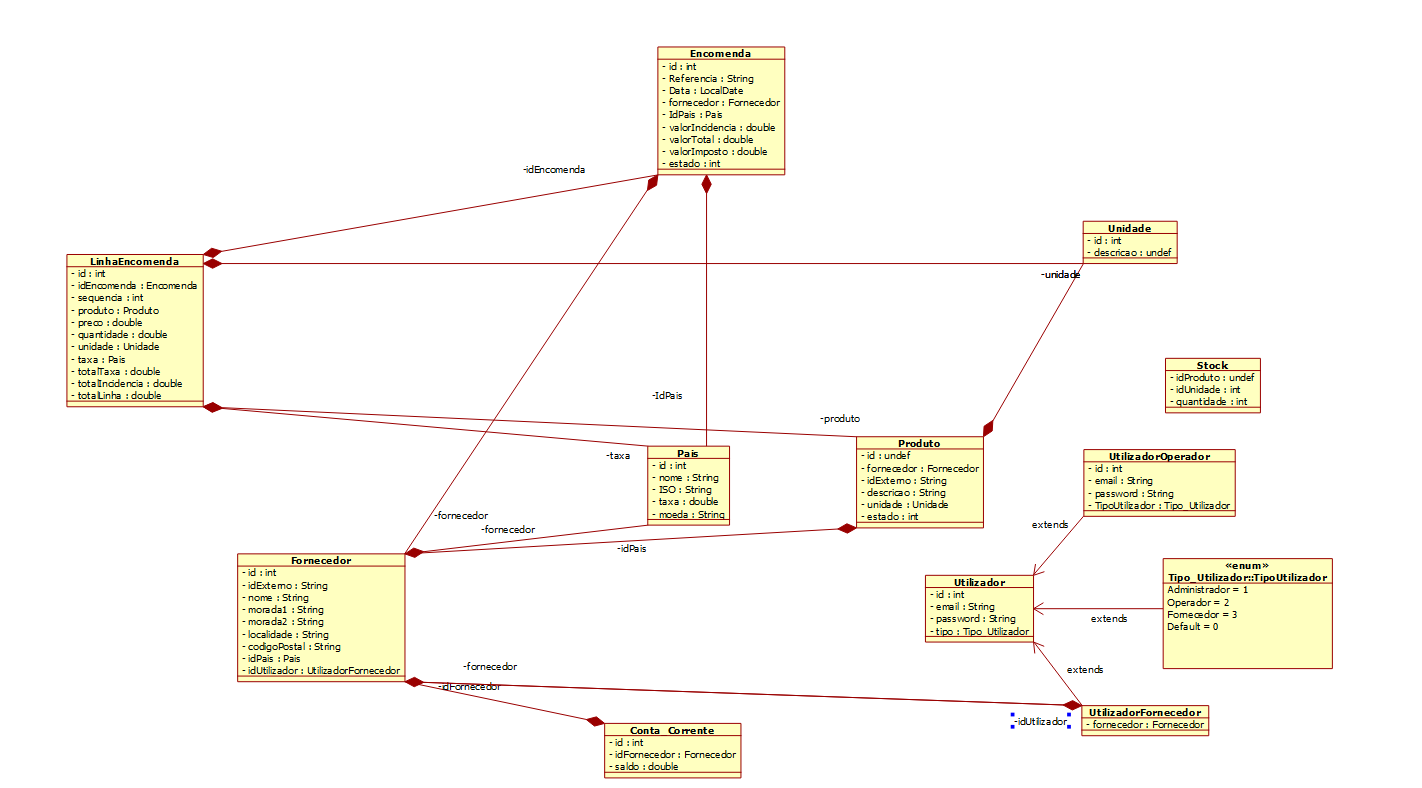 Encomenda
- id : int
- Referencia : String
- Data : LocalDate
- fornecedor : Fornecedor
- IdPais : Pais
- valorIncidencia : double
- valorTotal : double
- valorImposto : double
- estado : int
-idEncomenda
Unidade
- id : int
- descricao : undef
-unidade
LinhaEncomenda
- id : int
- idEncomenda : Encomenda
- sequencia : int
- produto : Produto
- preco : double
- quantidade : double
- unidade : Unidade
- taxa : Pais
- totalTaxa : double
- totalIncidencia : double
- totalLinha : double
Stock
- idProduto : undef
- idUnidade : int
- quantidade : int
-IdPais
-produto
-taxa
Pais
- id : int
- nome : String
- ISO : String
- taxa : double
- moeda : String
Produto
- id : undef
- fornecedor : Fornecedor
- idExterno : String
- descricao : String
- unidade : Unidade
- estado : int
UtilizadorOperador
- id : int
- email : String
- password : String
- TipoUtilizador : Tipo_Utilizador
-fornecedor
-fornecedor
-idPais
extends
Fornecedor
- id : int
- idExterno : String
- nome : String
- morada1 : String
- morada2 : String
- localidade : String
- codigoPostal : String
- idPais : Pais
- idUtilizador : UtilizadorFornecedor
Utilizador
- id : int
- email : String
- password : String
- tipo : Tipo_Utilizador
«enum»
Tipo_Utilizador::TipoUtilizador
Administrador = 1
Operador = 2
Fornecedor = 3
Default = 0
extends
extends
-fornecedor
-idFornecedor
-idUtilizador
UtilizadorFornecedor
- fornecedor : Fornecedor
Conta_Corrente
- id : int
- idFornecedor : Fornecedor
- saldo : double